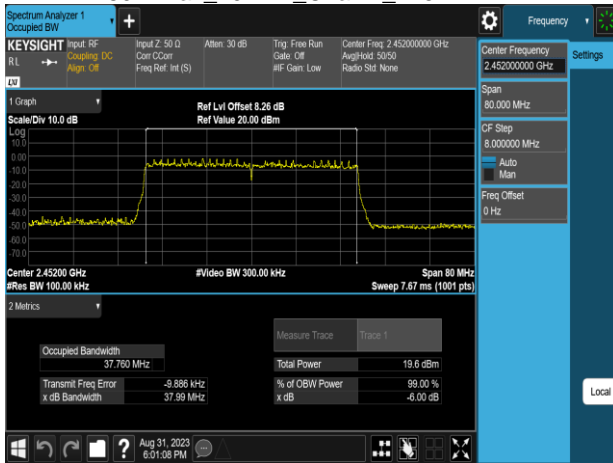 Spectrum Analyzer 1
Occupied BW
Frequency
KEYSIGHT
RL
LXI
Input: RF
Coupling: DC
Align: Off
Input Z: 50 Ω
Corr CCorr
Freq Ref: Int (S)
Atten: 30 dB
Trig: Free Run
Gate: Off
#IF Gain: Low
Center Freq: 2.452000000 GHz
Avg|Hold: 50/50
Radio Std: None
Center Frequency
2.452000000 GHz
Settings
Span
80.000 MHz
CF Step
8.000000 MHz
Auto
Man
Freq Offset
0 Hz
Local
1 Graph
Scale/Div 10.0 dB
Ref Lvl Offset 8.26 dB
Ref Value 20.00 dBm
Log
10.0
0.00
-10.0
-20.0
-30.0
-40.0
-50.0
-60.0
-70.0
Center 2.45200 GHz
#Video BW 300.00 kHz
Span 80 MHz
#Res BW 100.00 kHz
Sweep 7.67 ms (1001 pts)
2 Metrics
Measure Trace
Trace 1
Occupied Bandwidth
37.760 MHz
Total Power
19.6 dBm
Transmit Freq Error
-9.886 kHz
% of OBW Power
99.00 %
x dB Bandwidth
37.99 MHz
x dB
-6.00 dB
?
Aug 31, 2023
6:01:08 PM